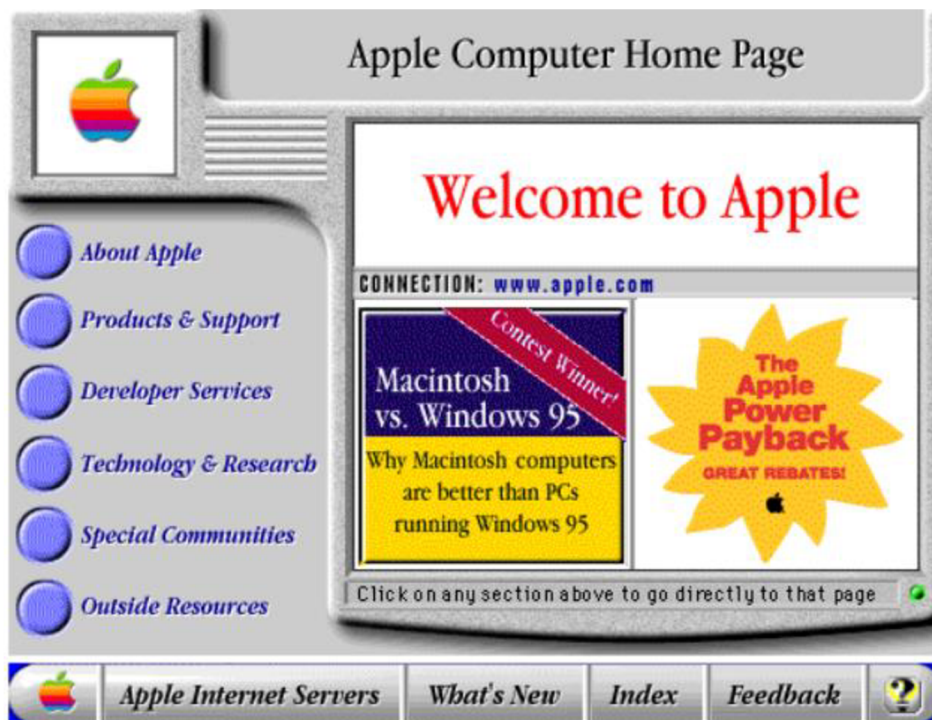 Apple Computer Home Page
Welcome to Apple
CONNECTION: www.apple.com
About Apple
Products & Support
Developer Services
Technology & Research
Special Communities
Outside Resources
Contest Winner!
Macintosh
vs. Windows 95
Why Macintosh computers
are better than PCs
running Windows 95
The
Apple
Power
Payback
GREAT REBATES!
Click on any section above to go directly to that page
Apple Internet Servers
What's New
Index
Feedback
?